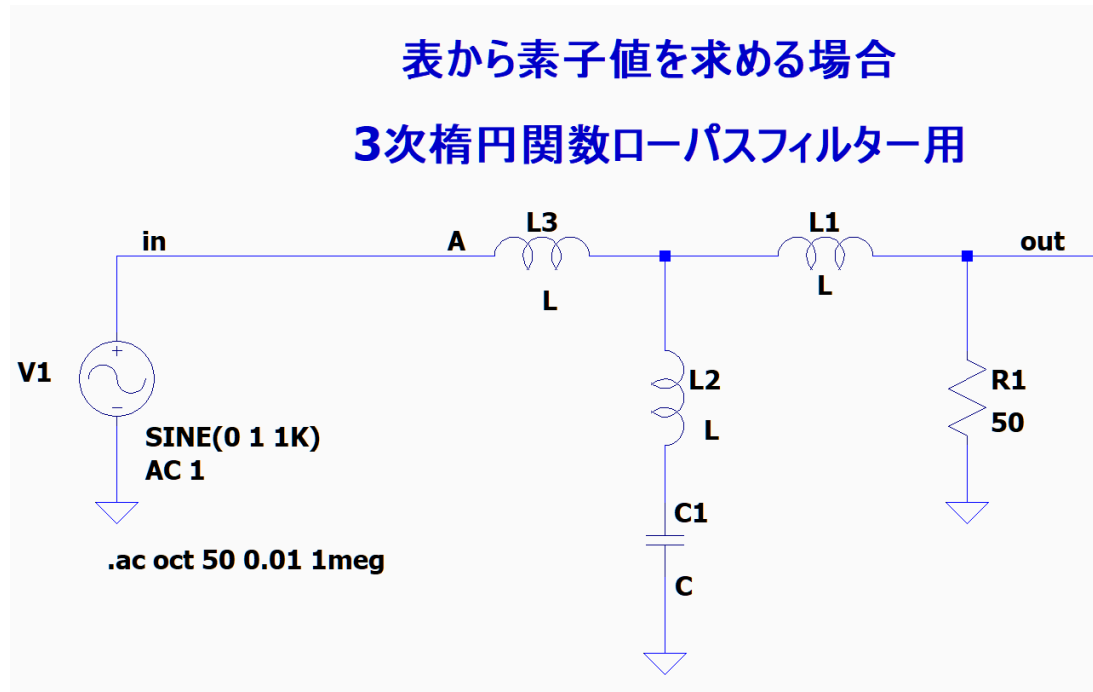 表から素子値を求める場合
3次楕円関数ローパスフィルター用
in
A
L3
L
L1
L
out
V1
+
−
SINE(0 1 1K)
AC 1
L2
L
R1
50
C1
C
.ac oct 50 0.01 1meg